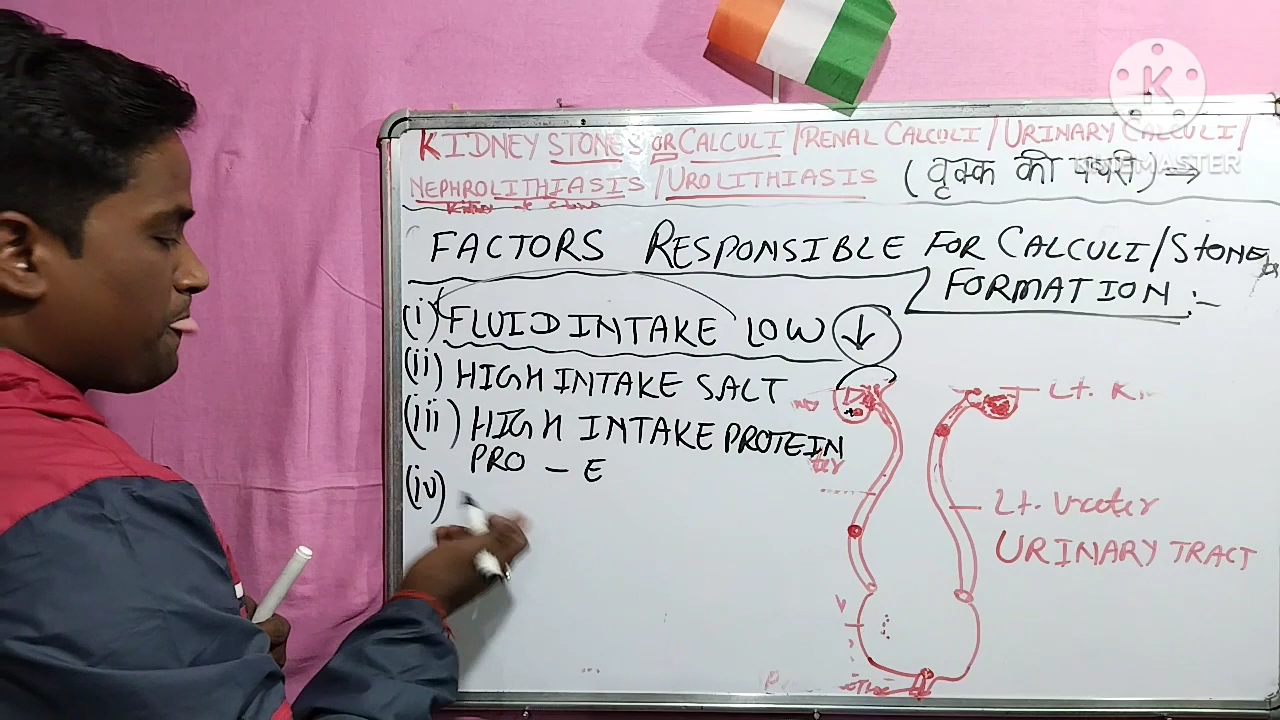 KIDNEY STONES OR CALCULI / RENAL CALCULI / URINARY CALCULI /
NEPHROLITHIASIS / UROLITHIASIS (वृक्क की पथरी) →
FACTORS RESPONSIBLE FOR CALCULI / STONE
FORMATION :-
(i) FLUID INTAKE LOW ↓
(ii) HIGH INTAKE SALT
(iii) HIGH INTAKE PROTEIN
PRO - E
(iv)
Lt. K
Lt. Ureter
URINARY TRACT
K